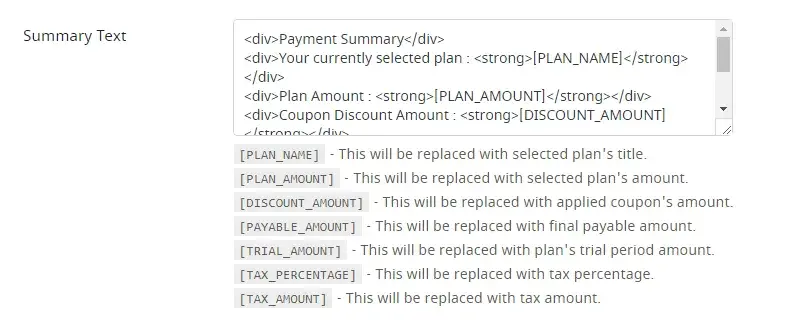 Summary Text
<div>Payment Summary</div>
<div>Your currently selected plan : <strong>[PLAN_NAME]</strong>
</div>
<div>Plan Amount : <strong>[PLAN_AMOUNT]</strong></div>
<div>Coupon Discount Amount : <strong>[DISCOUNT_AMOUNT]
</strong></div>
[PLAN_NAME] - This will be replaced with selected plan's title.
[PLAN_AMOUNT] - This will be replaced with selected plan's amount.
[DISCOUNT_AMOUNT] - This will be replaced with applied coupon's amount.
[PAYABLE_AMOUNT] - This will be replaced with final payable amount.
[TRIAL_AMOUNT] - This will be replaced with plan's trial period amount.
[TAX_PERCENTAGE] - This will be replaced with tax percentage.
[TAX_AMOUNT] - This will be replaced with tax amount.